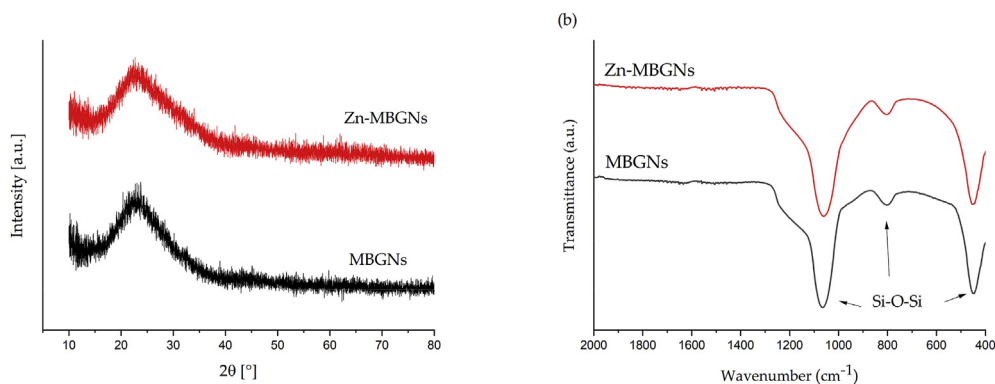 Intensity [a.u.]
Zn-MBGNs
MBGNs
10 20 30 40 50 60 70 80
2θ [°]
(b)
Transmittance (a.u.)
Zn-MBGNs
MBGNs
Si-O-Si
2000 1800 1600 1400 1200 1000 800 600 400
Wavenumber (cm⁻¹)